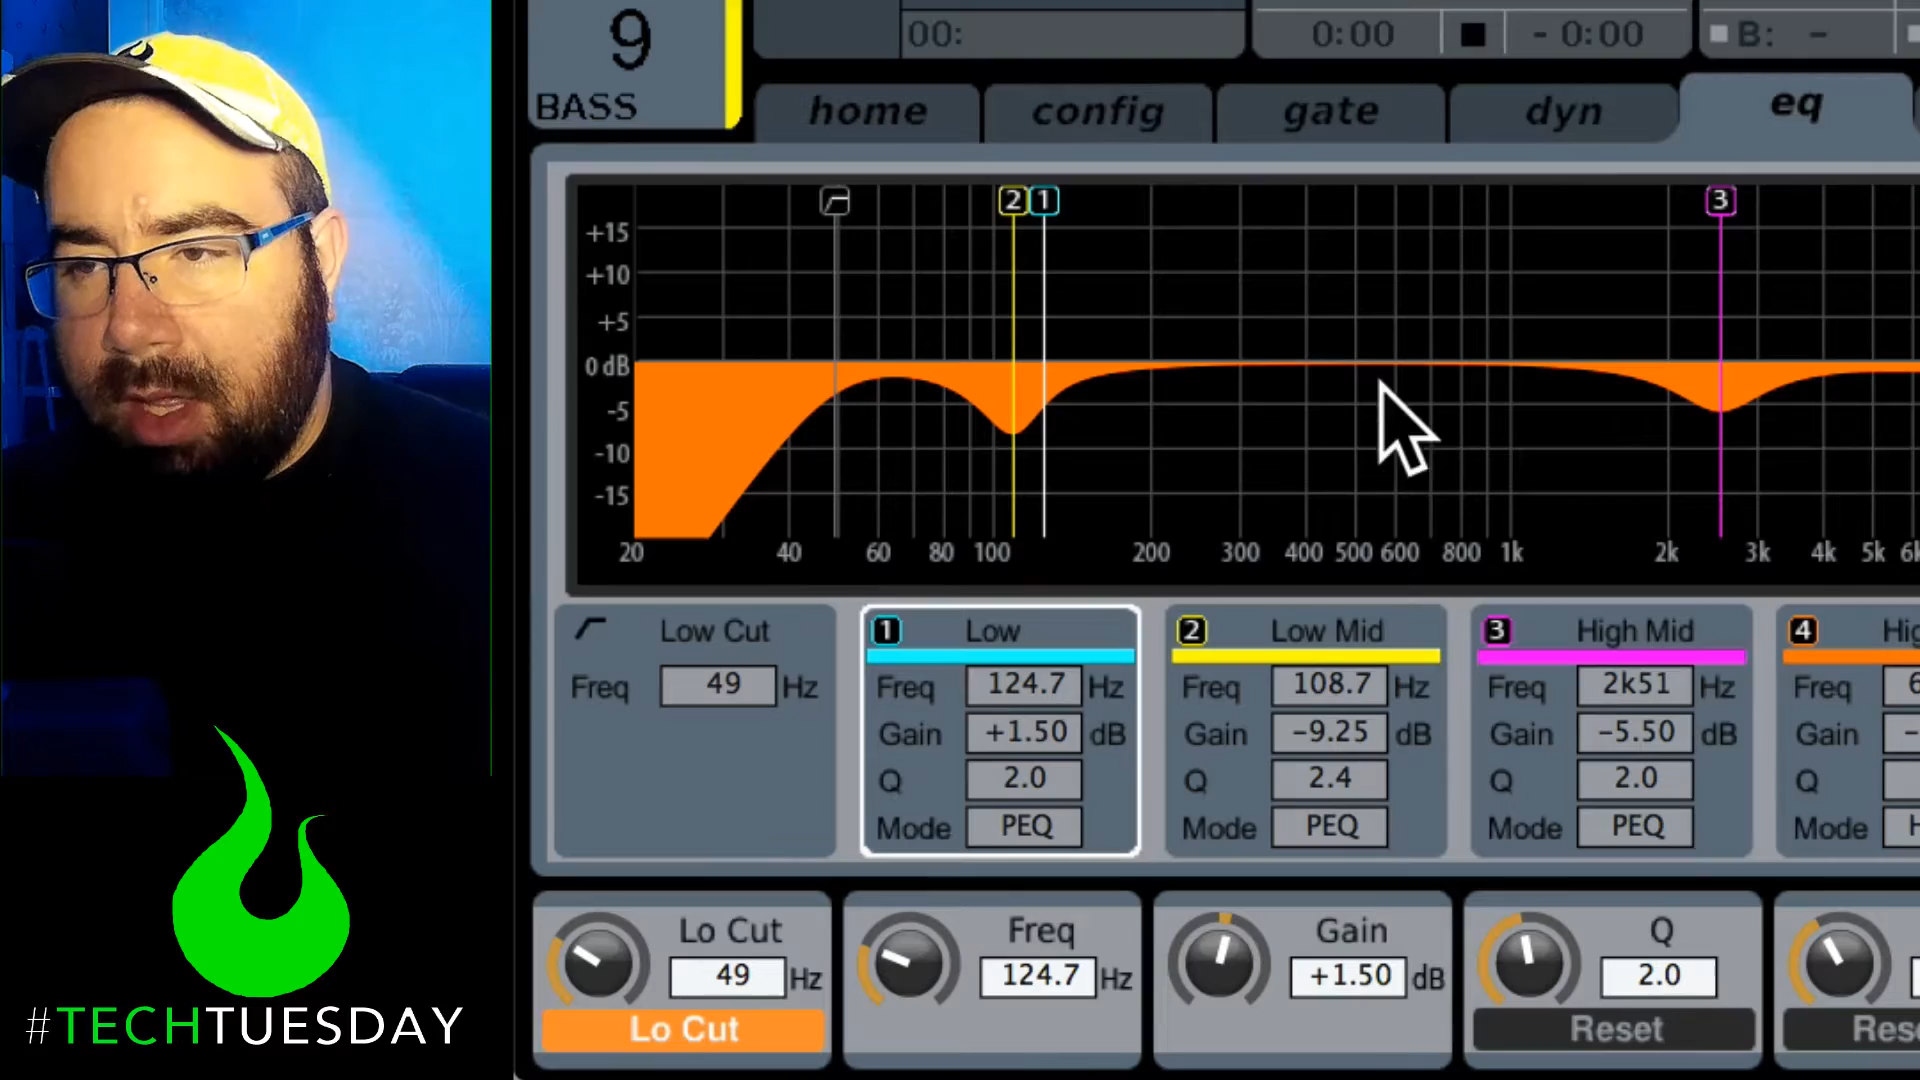 9
BASS
00:
0:00
- 0:00
B: -
home
config
gate
dyn
eq
2
1
3
+15
+10
+5
0 dB
-5
-10
-15
20
40
60
80
100
200
300
400
500
600
800
1k
2k
3k
4k
5k
Low Cut
Freq 49 Hz
1 Low
Freq 124.7 Hz
Gain +1.50 dB
Q 2.0
Mode PEQ
2 Low Mid
Freq 108.7 Hz
Gain -9.25 dB
Q 2.4
Mode PEQ
3 High Mid
Freq 2k51 Hz
Gain -5.50 dB
Q 2.0
Mode PEQ
4
Freq
Gain
Q
Mode
Lo Cut
49 Hz
Lo Cut
Freq
124.7 Hz
Gain
+1.50 dB
Q
2.0
Reset
#TECHTUESDAY